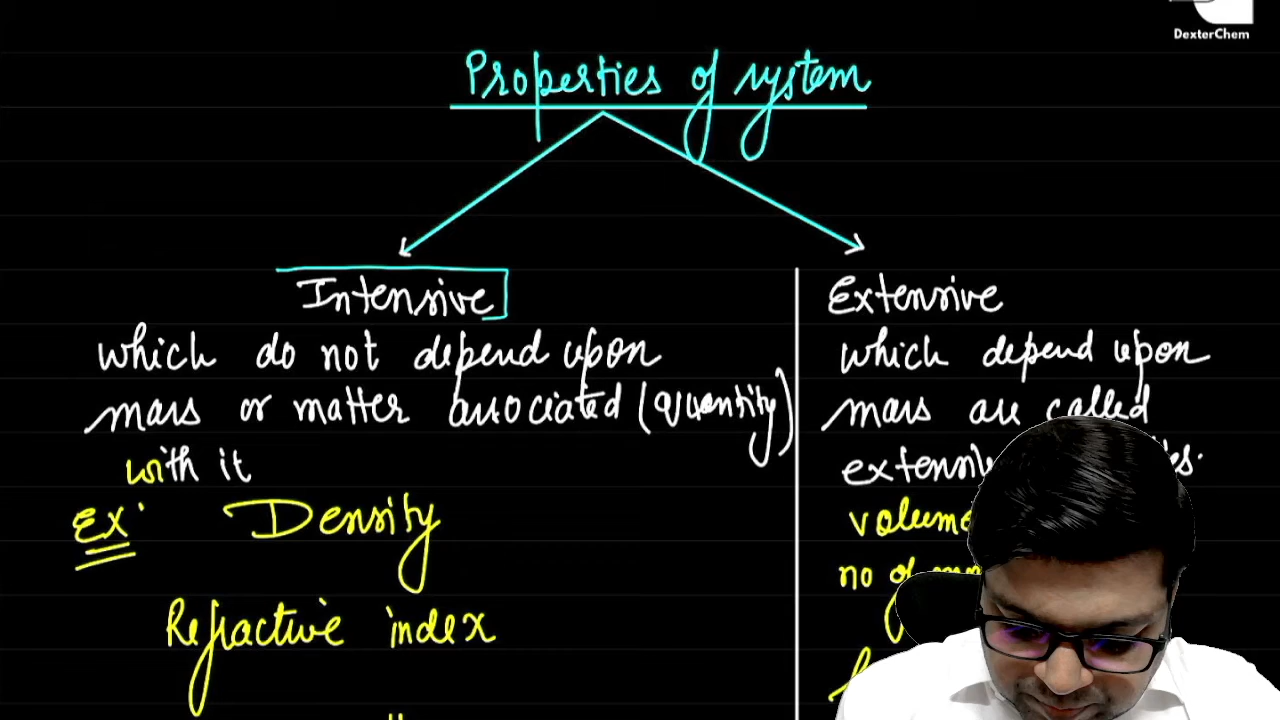 DexterChem
Properties of system
Intensive
which do not depend upon
mass or matter associated (quantity)
with it
Ex: Density
Refractive index
Extensive
which depend upon
mass are called
volume
no of